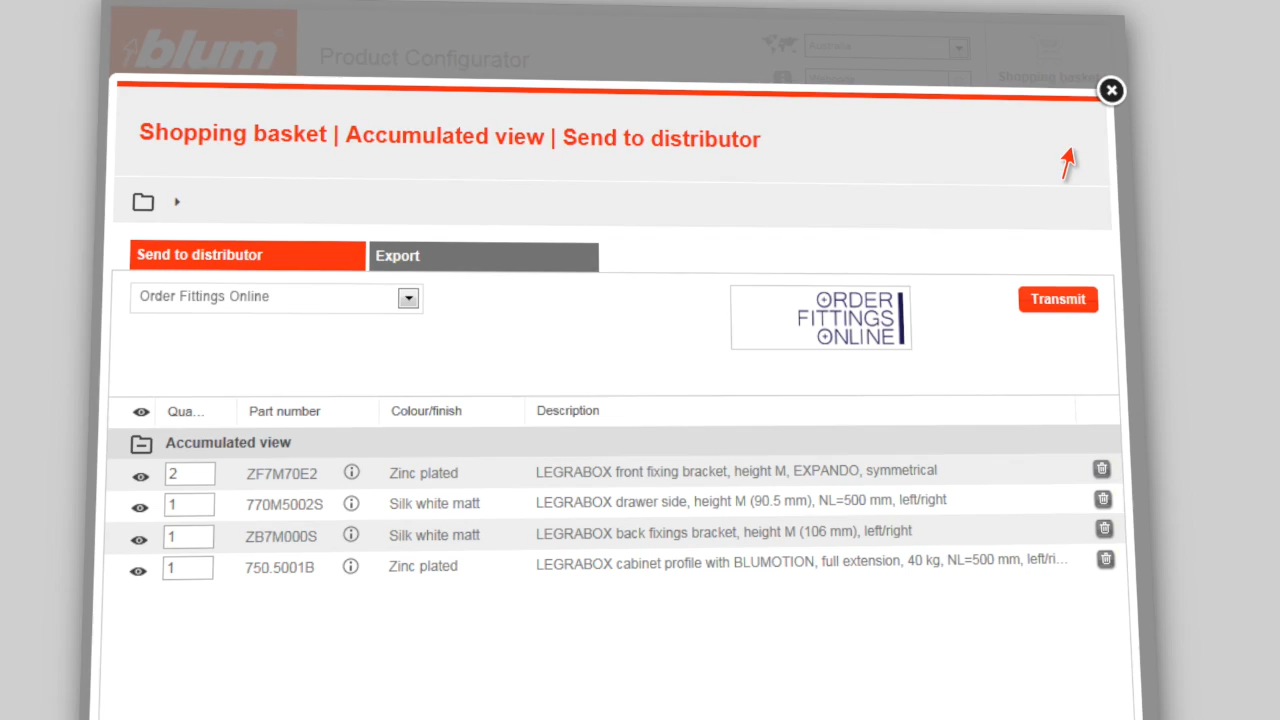 blum
Product Configurator
Australia
Shopping basket
Shopping basket | Accumulated view | Send to distributor
Send to distributor
Export
Order Fittings Online
ORDER
FITTINGS
ONLINE
Transmit
Qua...
Part number
Colour/finish
Description
Accumulated view
2 ZF7M70E2 Zinc plated LEGRABOX front fixing bracket, height M, EXPANDO, symmetrical
1 770M5002S Silk white matt LEGRABOX drawer side, height M (90.5 mm), NL=500 mm, left/right
1 ZB7M000S Silk white matt LEGRABOX back fixings bracket, height M (106 mm), left/right
1 750.5001B Zinc plated LEGRABOX cabinet profile with BLUMOTION, full extension, 40 kg, NL=500 mm, left/ri...